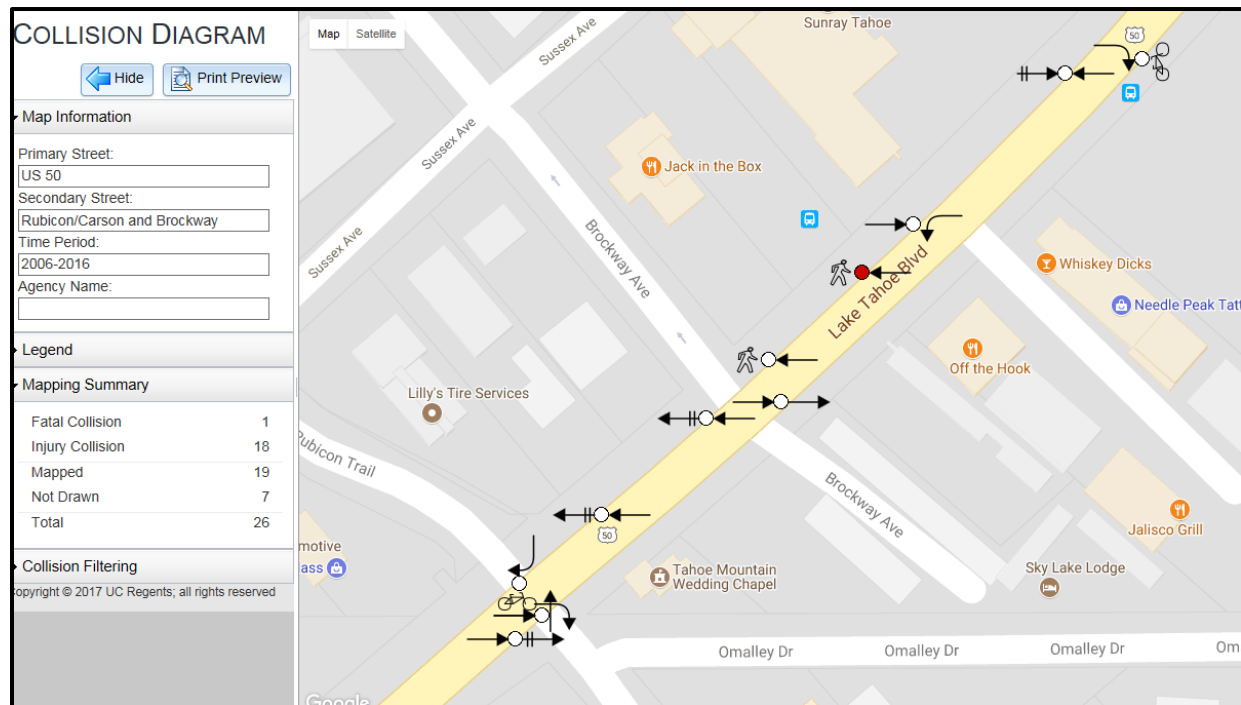 COLLISION DIAGRAM
Hide
Print Preview
Map Information
Primary Street:
US 50
Secondary Street:
Rubicon/Carson and Brockway
Time Period:
2006-2016
Agency Name:
Legend
Mapping Summary
Fatal Collision 1
Injury Collision 18
Mapped 19
Not Drawn 7
Total 26
Collision Filtering
opyright © 2017 UC Regents; all rights reserved
Map Satellite
Sussex Ave
Sunray Tahoe
50
Sussex Ave
Jack in the Box
Sussex Ave
Brockway Ave
Whiskey Dicks
Needle Peak Tatt
Lake Tahoe Blvd
Off the Hook
Lilly's Tire Services
Rubicon Trail
Brockway Ave
Jalisco Grill
50
motive
ass
Tahoe Mountain
Wedding Chapel
Sky Lake Lodge
Omalley Dr
Omalley Dr
Omalley Dr
Om
Google